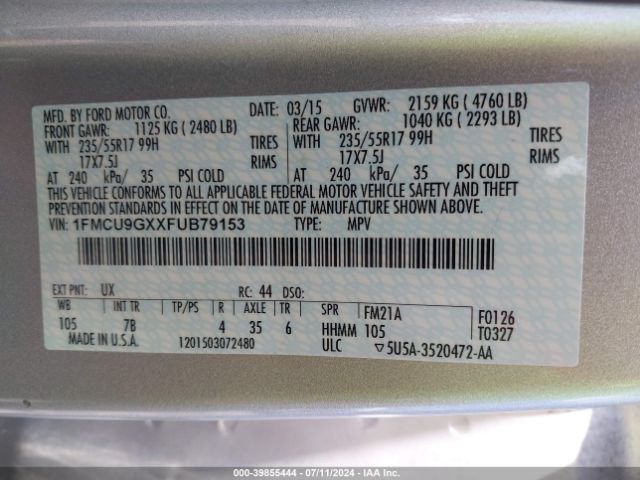 MFD. BY FORD MOTOR CO. DATE: 03/15 GVWR: 2159 KG ( 4760 LB)
FRONT GAWR: 1125 KG ( 2480 LB) REAR GAWR: 1040 KG ( 2293 LB)
WITH 235/55R17 99H TIRES WITH 235/55R17 99H TIRES
17X7.5J RIMS 17X7.5J RIMS
AT 240 kPa/ 35 PSI COLD AT 240 kPa/ 35 PSI COLD
THIS VEHICLE CONFORMS TO ALL APPLICABLE FEDERAL MOTOR VEHICLE SAFETY AND THEFT
PREVENTION STANDARDS IN EFFECT ON THE DATE OF MANUFACTURE SHOWN ABOVE.
VIN: 1FMCU9GXXFUB79153 TYPE: MPV
EXT PNT: UX RC: 44 DSO:
WB INT TR TP/PS R AXLE TR SPR FM21A F0126
105 7B 4 35 6 HHMM 105 T0327
MADE IN U.S.A. 1201503072480 ULC ▽5U5A-3520472-AA
000-39855444 / 07/11/2024 / IAA Inc.